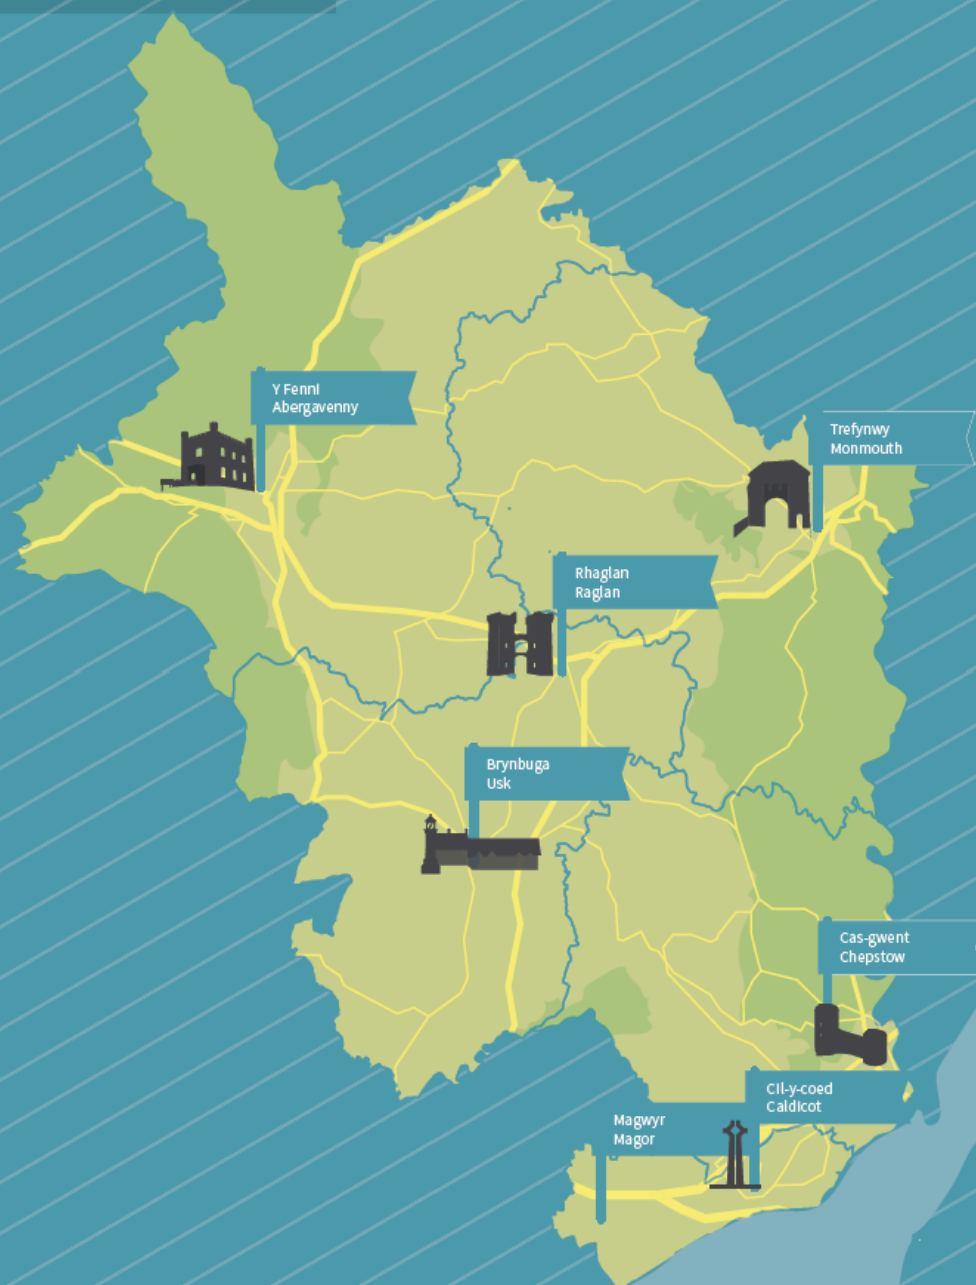 Y Fenni
Abergavenny
Trefynwy
Monmouth
Rhaglan
Raglan
Brynbuga
Usk
Cas-gwent
Chepstow
Cil-y-coed
Caldicot
Magwyr
Magor